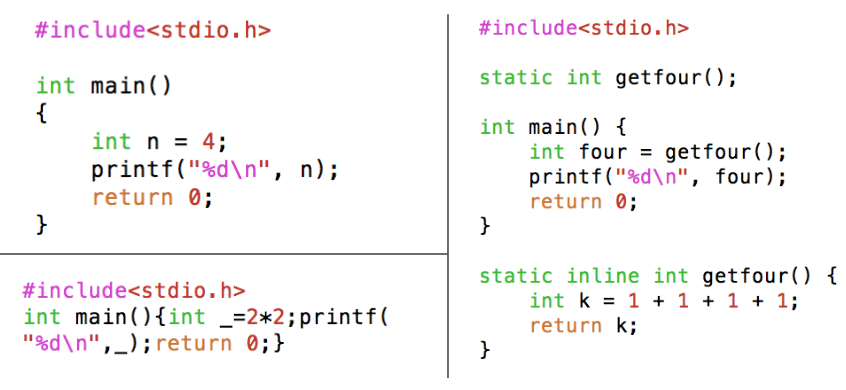 #include<stdio.h>

int main()
{
    int n = 4;
    printf("%d\n", n);
    return 0;
}

#include<stdio.h>
int main(){int _=2*2;printf(
"%d\n",_);return 0;}

#include<stdio.h>

static int getfour();

int main() {
    int four = getfour();
    printf("%d\n", four);
    return 0;
}

static inline int getfour() {
    int k = 1 + 1 + 1 + 1;
    return k;
}